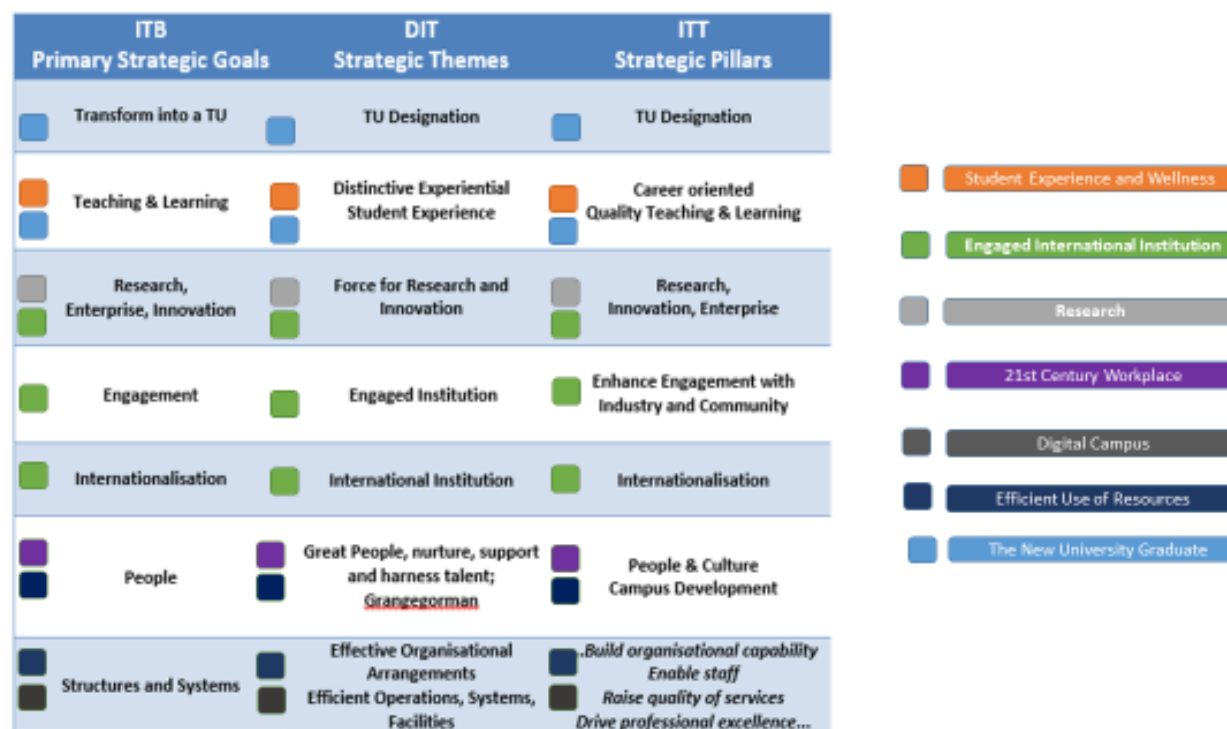 ITB
Primary Strategic Goals
DIT
Strategic Themes
ITT
Strategic Pillars
Transform into a TU
TU Designation
TU Designation
Teaching & Learning
Distinctive Experiential
Student Experience
Career oriented
Quality Teaching & Learning
Research,
Enterprise, Innovation
Force for Research and
Innovation
Research,
Innovation, Enterprise
Engagement
Engaged Institution
Enhance Engagement with
Industry and Community
Internationalisation
International Institution
Internationalisation
People
Great People, nurture, support
and harness talent;
Grangegorman
People & Culture
Campus Development
Structures and Systems
Effective Organisational
Arrangements
Efficient Operations, Systems,
Facilities
..Build organisational capability
Enable staff
Raise quality of services
Drive professional excellence...
Student Experience and Wellness
Engaged International Institution
Research
21st Century Workplace
Digital Campus
Efficient Use of Resources
The New University Graduate